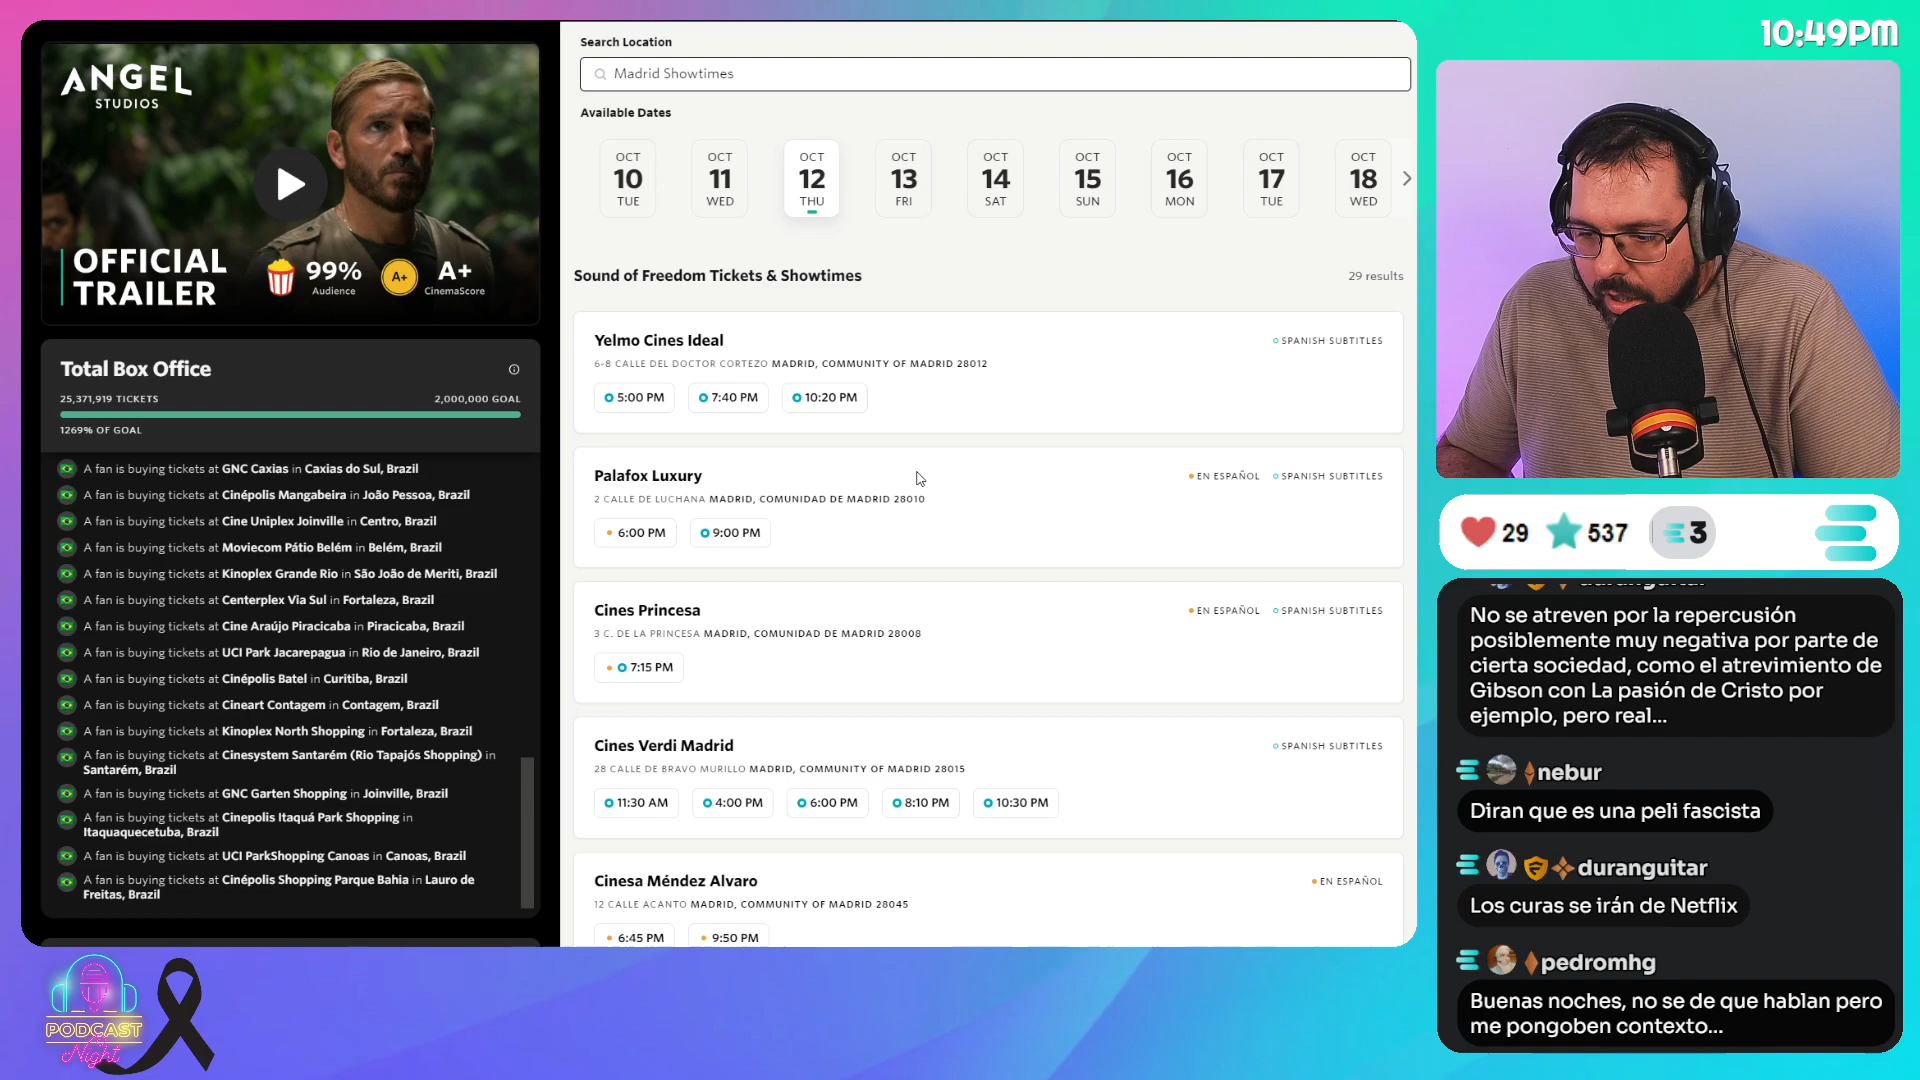 10:49PM
ANGEL
STUDIOS
OFFICIAL
TRAILER
99%
Audience
A+
A+
CinemaScore
Total Box Office
25,371,919 TICKETS
2,000,000 GOAL
1269% OF GOAL
A fan is buying tickets at GNC Caxias in Caxias do Sul, Brazil
A fan is buying tickets at Cinépolis Mangabeira in João Pessoa, Brazil
A fan is buying tickets at Cine Uniplex Joinville in Centro, Brazil
A fan is buying tickets at Moviecom Pátio Belém in Belém, Brazil
A fan is buying tickets at Kinoplex Grande Rio in São João de Meriti, Brazil
A fan is buying tickets at Centerplex Via Sul in Fortaleza, Brazil
A fan is buying tickets at Cine Araújo Piracicaba in Piracicaba, Brazil
A fan is buying tickets at UCI Park Jacarepagua in Rio de Janeiro, Brazil
A fan is buying tickets at Cinépolis Batel in Curitiba, Brazil
A fan is buying tickets at Cineart Contagem in Contagem, Brazil
A fan is buying tickets at Kinoplex North Shopping in Fortaleza, Brazil
A fan is buying tickets at Cinesystem Santarém (Rio Tapajós Shopping) in
Santarém, Brazil
A fan is buying tickets at GNC Garten Shopping in Joinville, Brazil
A fan is buying tickets at Cinepolis Itaquá Park Shopping in
Itaquaquecetuba, Brazil
A fan is buying tickets at UCI ParkShopping Canoas in Canoas, Brazil
A fan is buying tickets at Cinépolis Shopping Parque Bahia in Lauro de
Freitas, Brazil
Search Location
Madrid Showtimes
Available Dates
OCT 10 TUE
OCT 11 WED
OCT 12 THU
OCT 13 FRI
OCT 14 SAT
OCT 15 SUN
OCT 16 MON
OCT 17 TUE
OCT 18 WED
Sound of Freedom Tickets & Showtimes
29 results
Yelmo Cines Ideal
SPANISH SUBTITLES
6-8 CALLE DEL DOCTOR CORTEZO MADRID, COMMUNITY OF MADRID 28012
5:00 PM 7:40 PM 10:20 PM
Palafox Luxury
EN ESPAÑOL SPANISH SUBTITLES
2 CALLE DE LUCHANA MADRID, COMUNIDAD DE MADRID 28010
6:00 PM 9:00 PM
Cines Princesa
EN ESPAÑOL SPANISH SUBTITLES
3 C. DE LA PRINCESA MADRID, COMUNIDAD DE MADRID 28008
7:15 PM
Cines Verdi Madrid
SPANISH SUBTITLES
28 CALLE DE BRAVO MURILLO MADRID, COMMUNITY OF MADRID 28015
11:30 AM 4:00 PM 6:00 PM 8:10 PM 10:30 PM
Cinesa Méndez Alvaro
EN ESPAÑOL
12 CALLE ACANTO MADRID, COMMUNITY OF MADRID 28045
6:45 PM 9:50 PM
29 537 3
duranguitar
No se atreven por la repercusión
posiblemente muy negativa por parte de
cierta sociedad, como el atrevimiento de
Gibson con La pasión de Cristo por
ejemplo, pero real...
nebur
Diran que es una peli fascista
duranguitar
Los curas se irán de Netflix
pedromhg
Buenas noches, no se de que hablan pero
me pongoben contexto...
PODCAST
Night